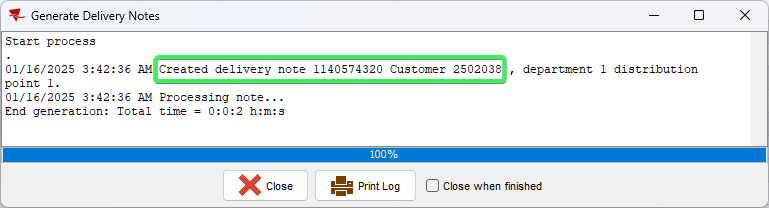 Generate Delivery Notes
Start process
.
01/16/2025 3:42:36 AM Created delivery note 1140574320 Customer 2502038 , department 1 distribution
point 1.
01/16/2025 3:42:36 AM Processing note...
End generation: Total time = 0:0:2 h:m:s
100%
Close
Print Log
Close when finished